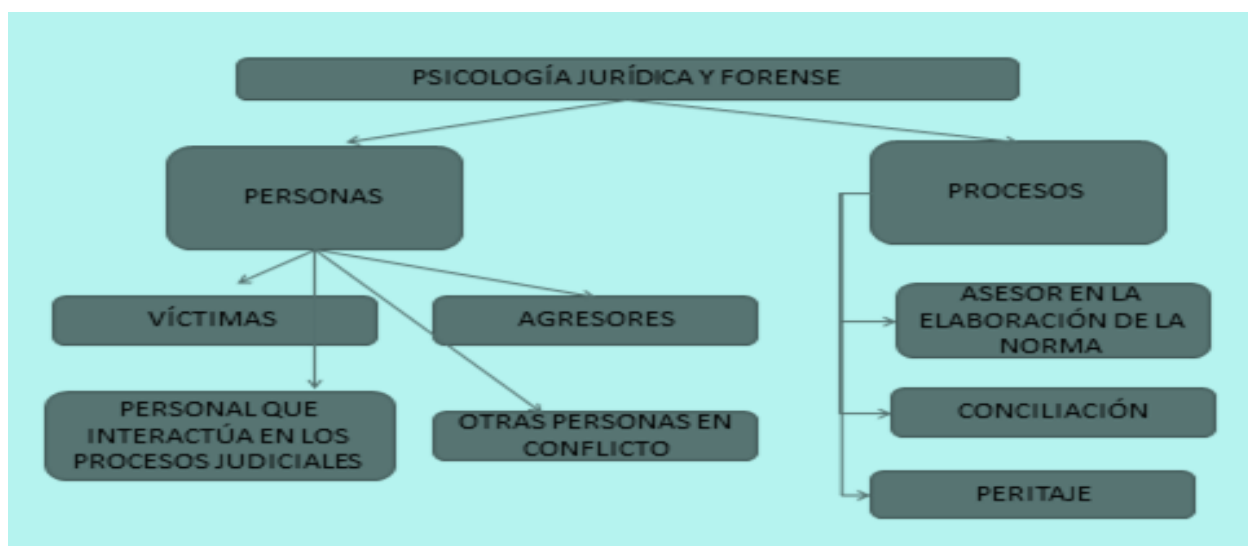 PSICOLOGÍA JURÍDICA Y FORENSE
PERSONAS
PROCESOS
VÍCTIMAS
AGRESORES
ASESOR EN LA
ELABORACIÓN DE LA
NORMA
PERSONAL QUE
INTERACTÚA EN LOS
PROCESOS JUDICIALES
OTRAS PERSONAS EN
CONFLICTO
CONCILIACIÓN
PERITAJE